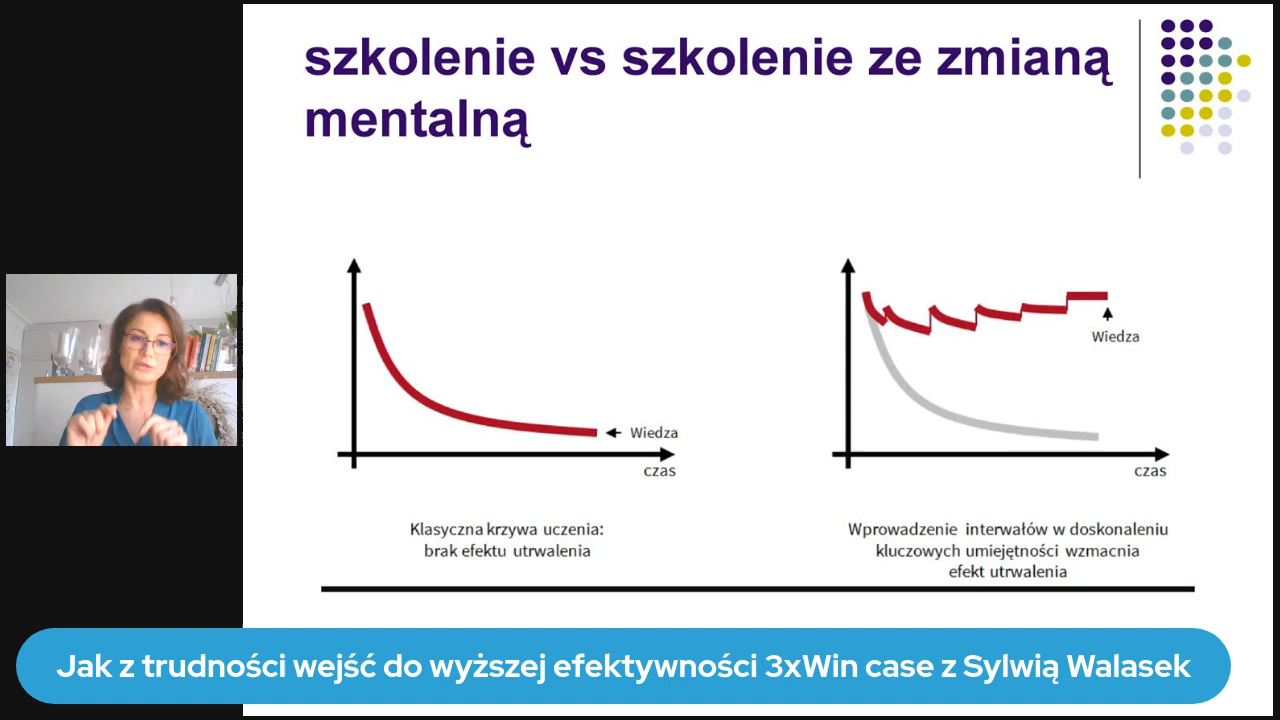 szkolenie vs szkolenie ze zmianą
mentalną
Wiedza
czas
Klasyczna krzywa uczenia:
brak efektu utrwalenia
Wiedza
czas
Wprowadzenie interwałów w doskonaleniu
kluczowych umiejętności wzmacnia
efekt utrwalenia
Jak z trudności wejść do wyższej efektywności 3xWin case z Sylwią Walasek